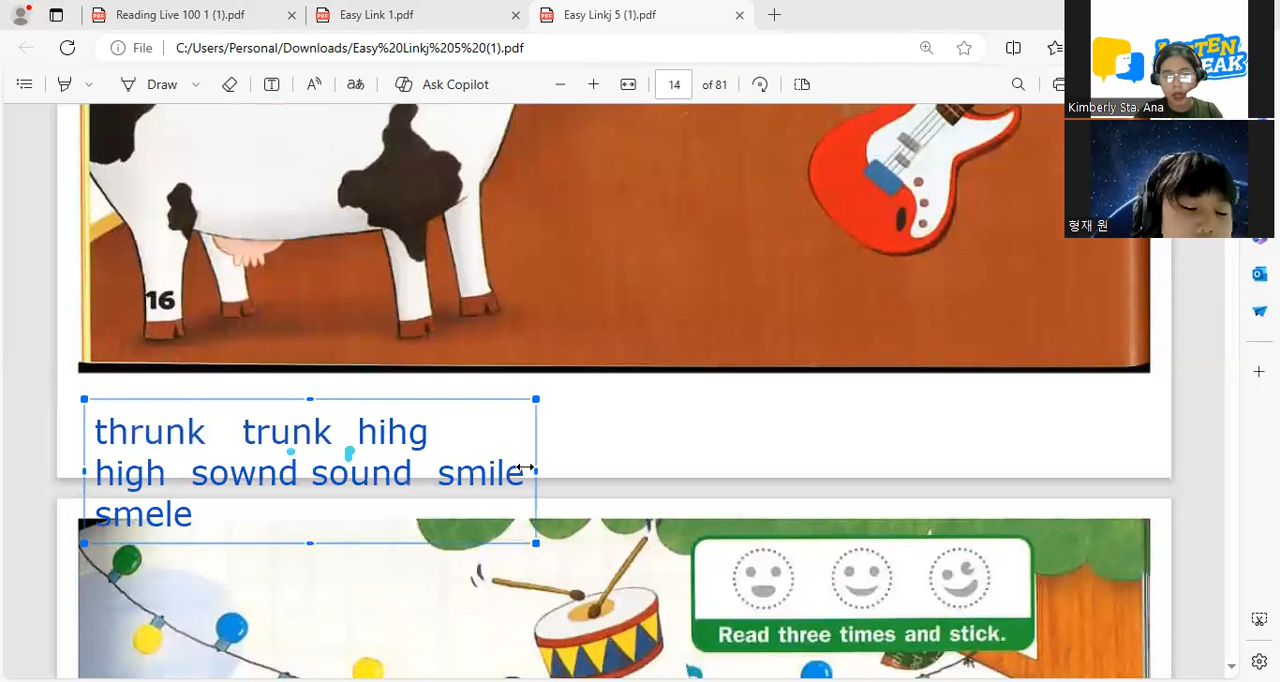 Reading Live 100 1 (1).pdf
Easy Link 1.pdf
Easy Linkj 5 (1).pdf
File
C:/Users/Personal/Downloads/Easy%20Linkj%205%20(1).pdf
Draw
Ask Copilot
14 of 81
Kimberly Sta. Ana
형재 원
16
thrunk trunk hihg
high sownd sound smile
smele
Read three times and stick.